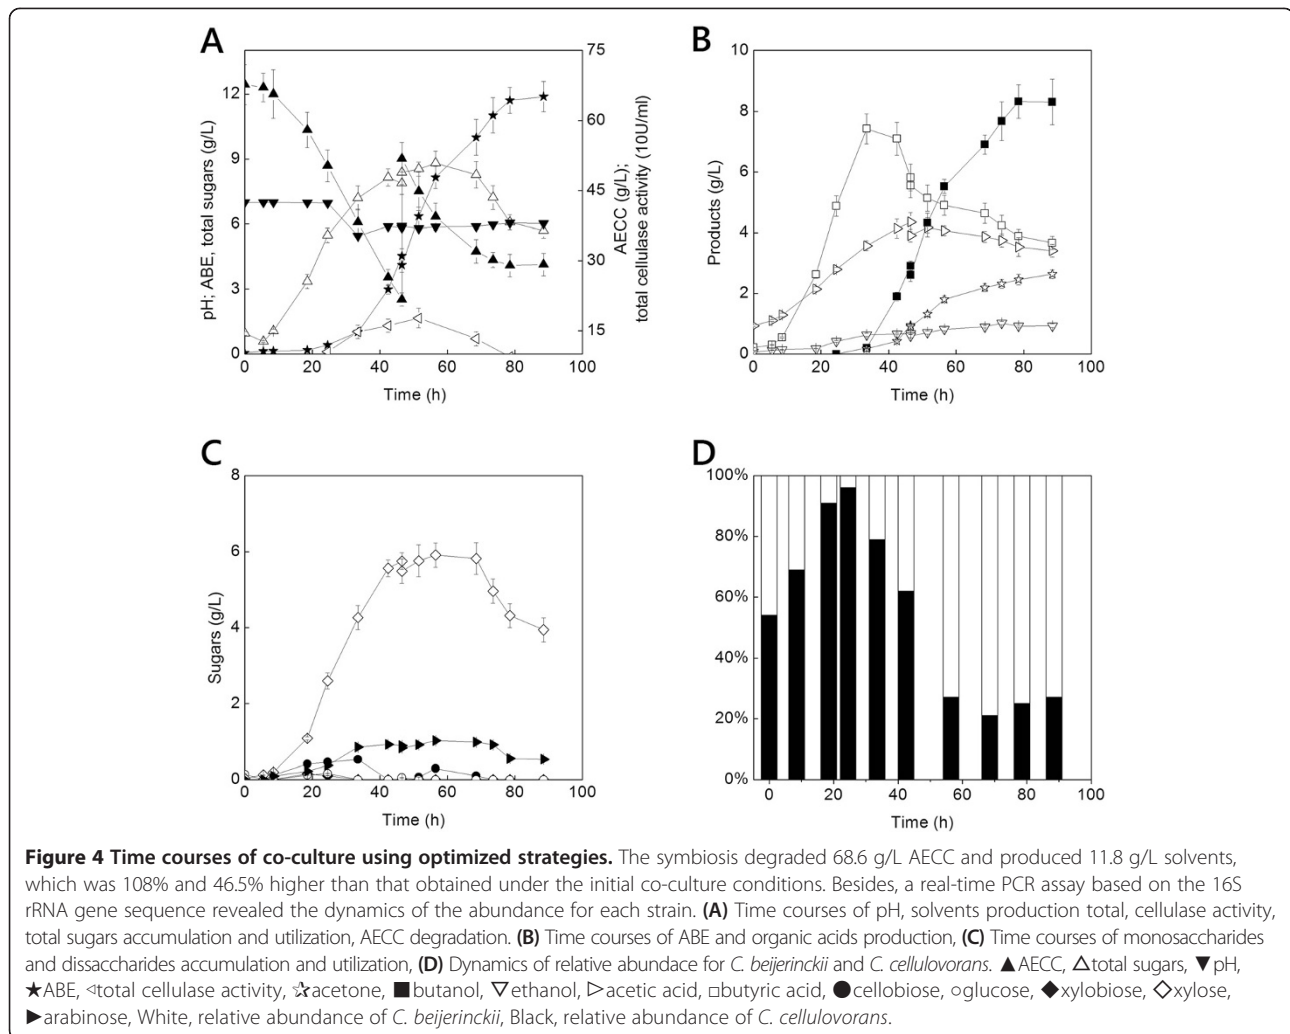 A
B
75
60
45
30
15
12
9
6
3
0
pH; ABE, total sugars (g/L)
AECC (g/L);
total cellulase activity (10U/ml)
0 20 40 60 80 100
Time (h)
10
8
6
4
2
0
Products (g/L)
0 20 40 60 80 100
Time (h)
C
D
8
6
4
2
0
Sugars (g/L)
0 20 40 60 80 100
Time (h)
100%
80%
60%
40%
20%
0%
0 20 40 60 80 100
Time (h)
Figure 4 Time courses of co-culture using optimized strategies. The symbiosis degraded 68.6 g/L AECC and produced 11.8 g/L solvents,
which was 108% and 46.5% higher than that obtained under the initial co-culture conditions. Besides, a real-time PCR assay based on the 16S
rRNA gene sequence revealed the dynamics of the abundance for each strain. (A) Time courses of pH, solvents production total, cellulase activity,
total sugars accumulation and utilization, AECC degradation. (B) Time courses of ABE and organic acids production, (C) Time courses of monosaccharides
and dissaccharides accumulation and utilization, (D) Dynamics of relative abundace for C. beijerinckii and C. cellulovorans. ▲AECC, △total sugars, ▼pH,
★ABE, ◁total cellulase activity, ☆acetone, ■butanol, ▽ethanol, ▷acetic acid, □butyric acid, ●cellobiose, ○glucose, ◆xylobiose, ◇xylose,
▶arabinose, White, relative abundance of C. beijerinckii, Black, relative abundance of C. cellulovorans.